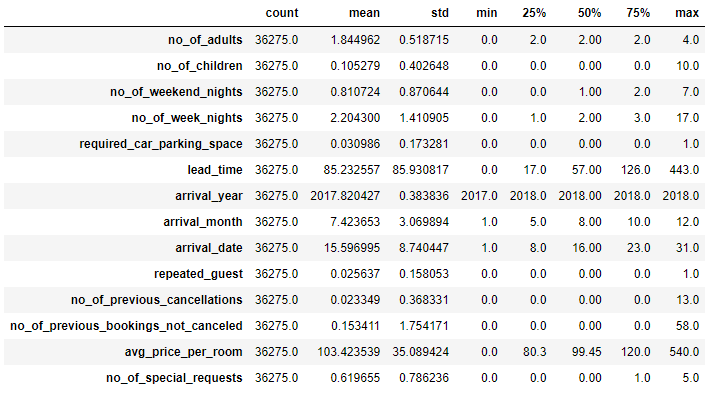 count mean std min 25% 50% 75% max
no_of_adults 36275.0 1.844962 0.518715 0.0 2.0 2.00 2.0 4.0
no_of_children 36275.0 0.105279 0.402648 0.0 0.0 0.00 0.0 10.0
no_of_weekend_nights 36275.0 0.810724 0.870644 0.0 0.0 1.00 2.0 7.0
no_of_week_nights 36275.0 2.204300 1.410905 0.0 1.0 2.00 3.0 17.0
required_car_parking_space 36275.0 0.030986 0.173281 0.0 0.0 0.00 0.0 1.0
lead_time 36275.0 85.232557 85.930817 0.0 17.0 57.00 126.0 443.0
arrival_year 36275.0 2017.820427 0.383836 2017.0 2018.0 2018.00 2018.0 2018.0
arrival_month 36275.0 7.423653 3.069894 1.0 5.0 8.00 10.0 12.0
arrival_date 36275.0 15.596995 8.740447 1.0 8.0 16.00 23.0 31.0
repeated_guest 36275.0 0.025637 0.158053 0.0 0.0 0.00 0.0 1.0
no_of_previous_cancellations 36275.0 0.023349 0.368331 0.0 0.0 0.00 0.0 13.0
no_of_previous_bookings_not_canceled 36275.0 0.153411 1.754171 0.0 0.0 0.00 0.0 58.0
avg_price_per_room 36275.0 103.423539 35.089424 0.0 80.3 99.45 120.0 540.0
no_of_special_requests 36275.0 0.619655 0.786236 0.0 0.0 0.00 1.0 5.0